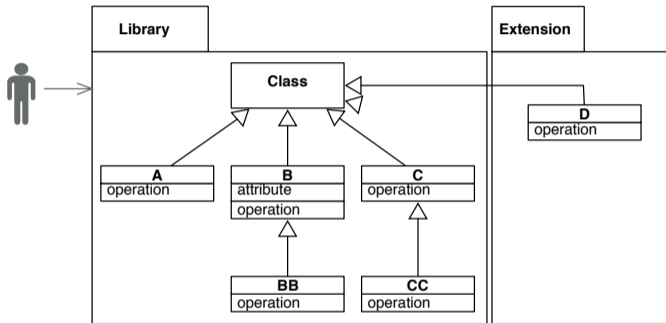 Library
Extension
Class
D
operation
A
operation
B
attribute
operation
C
operation
BB
operation
CC
operation